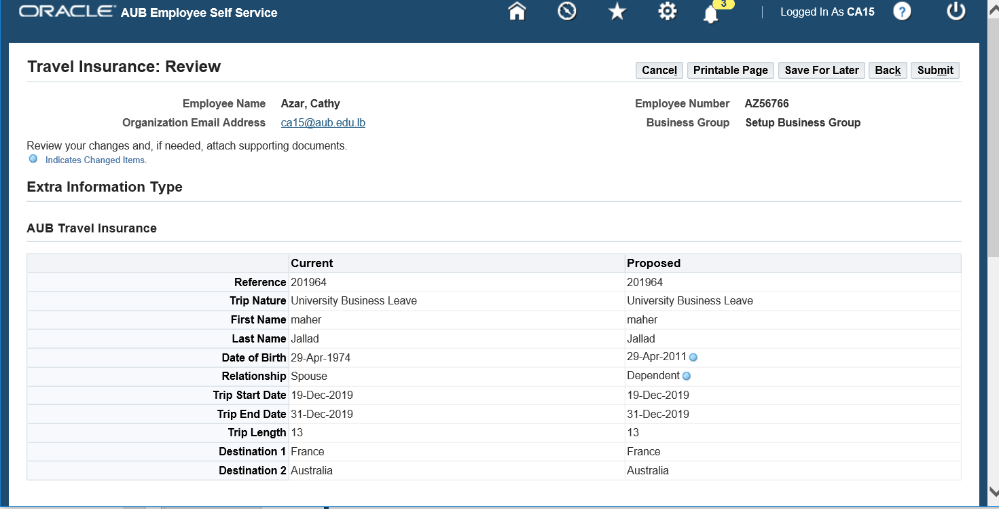 ORACLE AUB Employee Self Service
3
Logged In As CA15
?
Travel Insurance: Review
Cancel Printable Page Save For Later Back Submit
Employee Name Azar, Cathy Employee Number AZ56766
Organization Email Address ca15@aub.edu.lb Business Group Setup Business Group
Review your changes and, if needed, attach supporting documents.
Indicates Changed Items.
Extra Information Type
AUB Travel Insurance
Current Proposed
Reference 201964 201964
Trip Nature University Business Leave University Business Leave
First Name maher maher
Last Name Jallad Jallad
Date of Birth 29-Apr-1974 29-Apr-2011
Relationship Spouse Dependent
Trip Start Date 19-Dec-2019 19-Dec-2019
Trip End Date 31-Dec-2019 31-Dec-2019
Trip Length 13 13
Destination 1 France France
Destination 2 Australia Australia